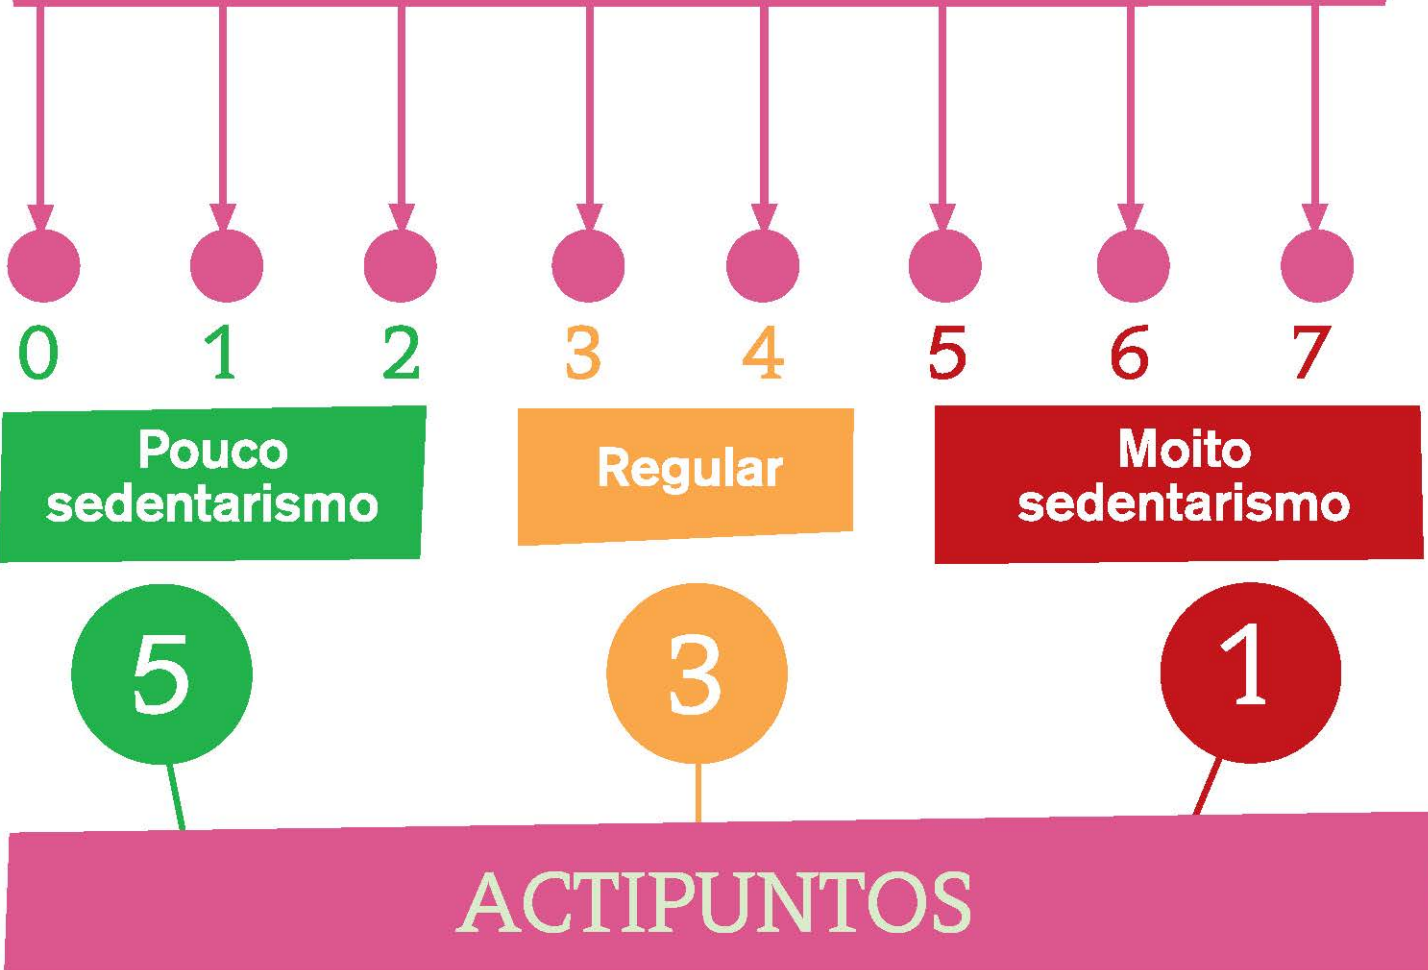 0 1 2 3 4 5 6 7
Pouco
sedentarismo
Regular
Moito
sedentarismo
5 3 1
ACTIPUNTOS